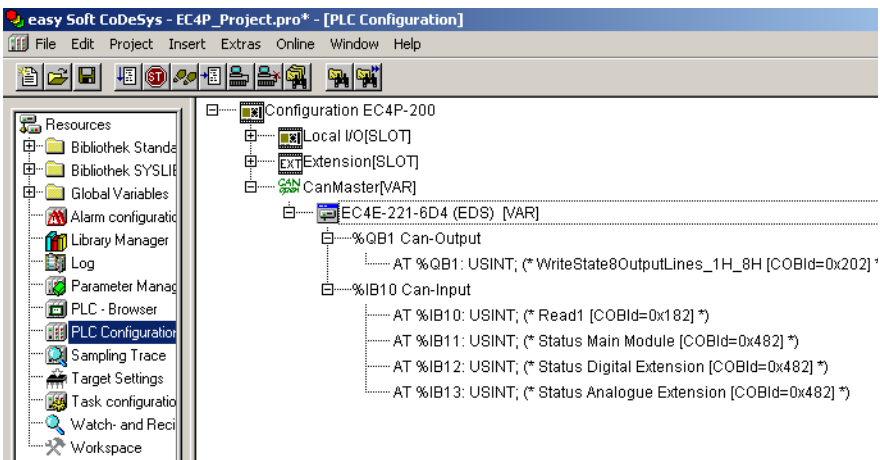 easy Soft CoDeSys - EC4P_Project.pro* - [PLC Configuration]
File Edit Project Insert Extras Online Window Help
Resources
Bibliothek Standa
Bibliothek SYSLIE
Global Variables
Alarm configuratio
Library Manager
Log
Parameter Manag
PLC - Browser
PLC Configuration
Sampling Trace
Target Settings
Task configuratio
Watch- and Reci
Workspace
Configuration EC4P-200
Local I/O[SLOT]
EXT Extension[SLOT]
CAN open CanMaster[VAR]
EC4E-221-6D4 (EDS) [VAR]
%QB1 Can-Output
AT %QB1: USINT; (* WriteState8OutputLines_1H_8H [COBId=0x202] *
%IB10 Can-Input
AT %IB10: USINT; (* Read1 [COBId=0x182] *)
AT %IB11: USINT; (* Status Main Module [COBId=0x482] *)
AT %IB12: USINT; (* Status Digital Extension [COBId=0x482] *)
AT %IB13: USINT; (* Status Analogue Extension [COBId=0x482] *)